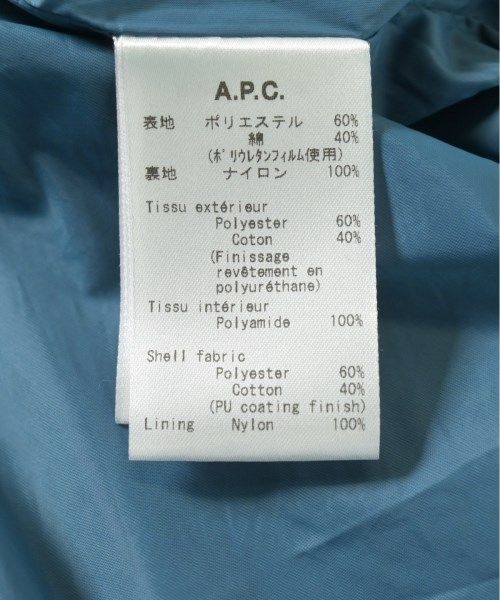 A.P.C.
表地 ポリエステル 60%
綿 40%
(ﾎﾟﾘｳﾚﾀﾝﾌｨﾙﾑ使用)
裏地 ナイロン 100%
Tissu extérieur
Polyester 60%
Coton 40%
(Finissage
revêtement en
polyuréthane)
Tissu intérieur
Polyamide 100%
Shell fabric
Polyester 60%
Cotton 40%
(PU coating finish)
Lining Nylon 100%